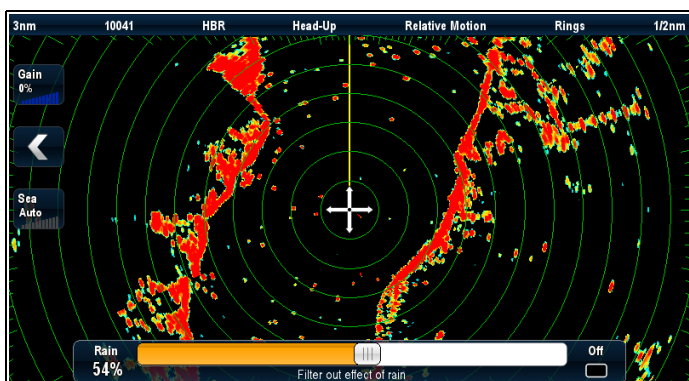 3nm 10041 HBR Head-Up Relative Motion Rings 1/2nm
Gain
0%
Sea
Auto
Rain Off
54% Filter out effect of rain